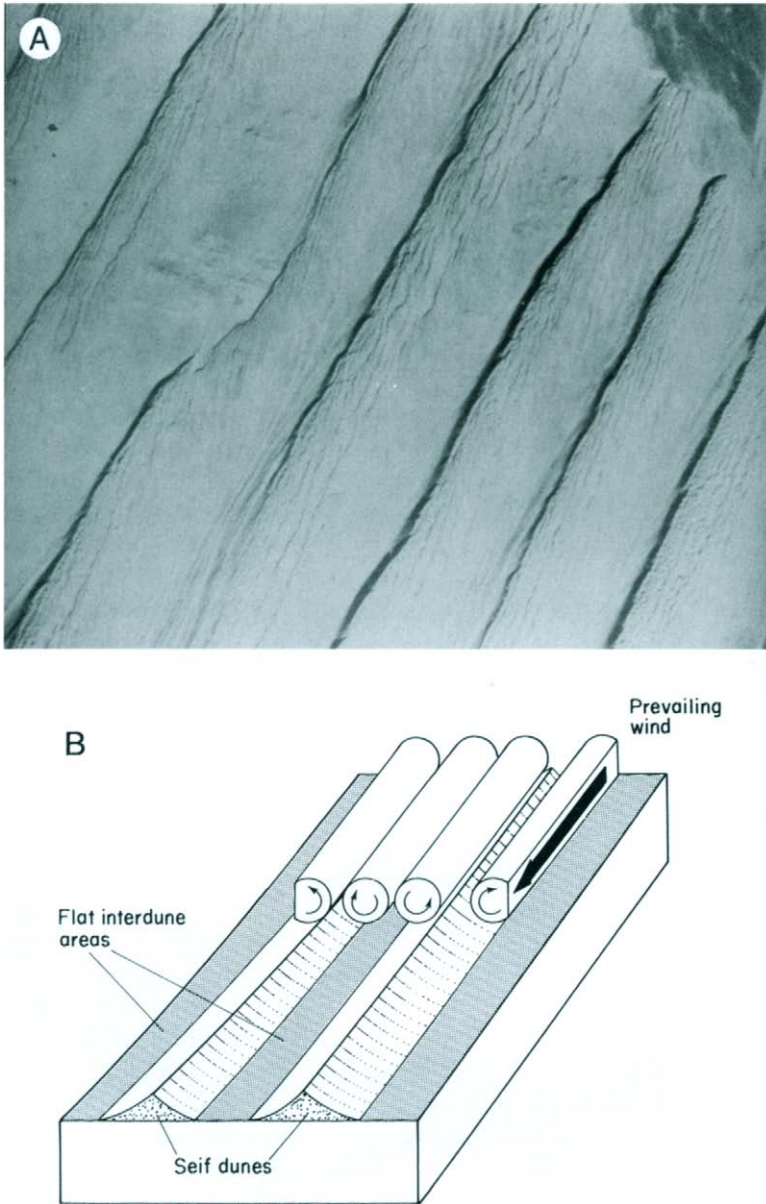 A
B
Prevailing
wind
Flat interdune
areas
Seif dunes